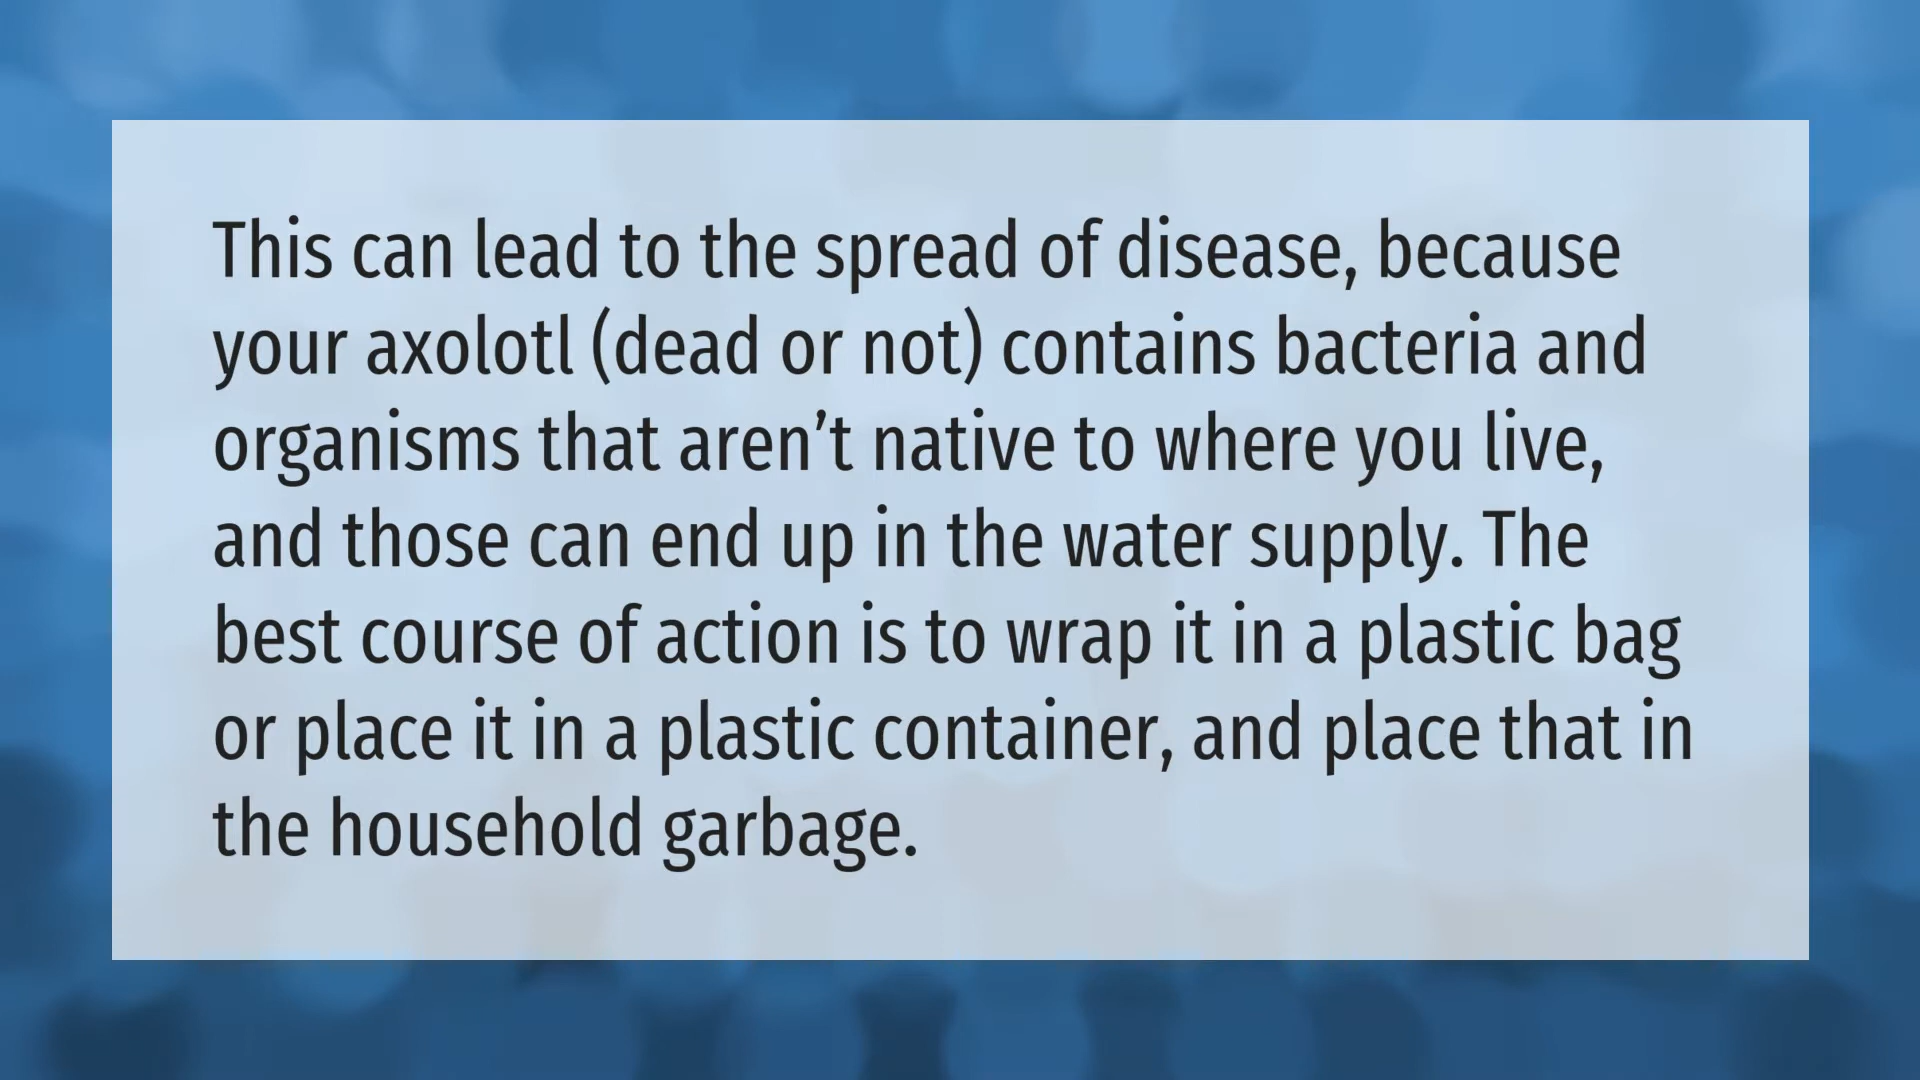 This can lead to the spread of disease, because
your axolotl (dead or not) contains bacteria and
organisms that aren’t native to where you live,
and those can end up in the water supply. The
best course of action is to wrap it in a plastic bag
or place it in a plastic container, and place that in
the household garbage.